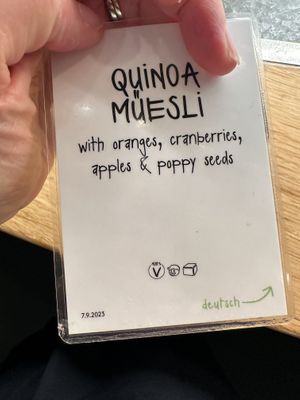 QUINOA
MÜESLI
with oranges, cranberries,
apples & poppy seeds
deutsch
7.9.2023